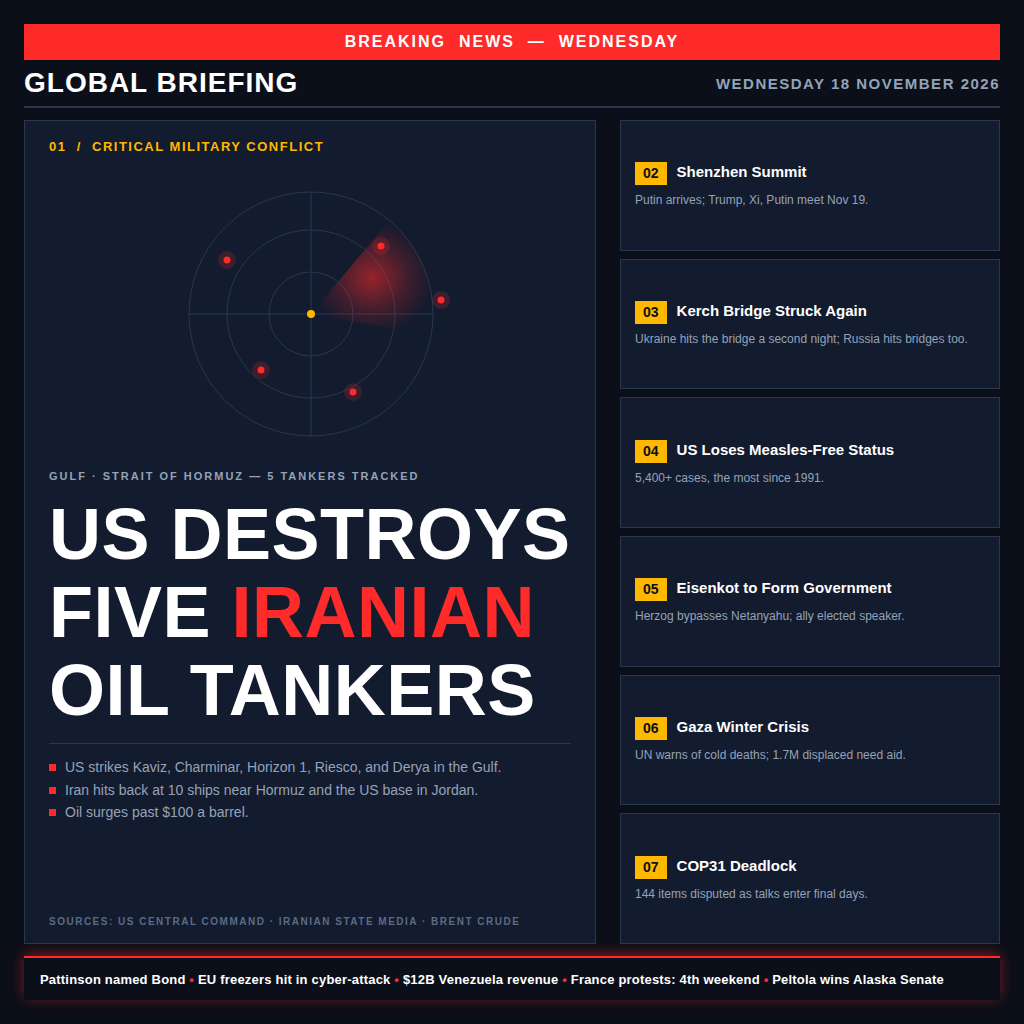 BREAKING NEWS — WEDNESDAY
GLOBAL BRIEFING
WEDNESDAY 18 NOVEMBER 2026
01 / CRITICAL MILITARY CONFLICT
GULF · STRAIT OF HORMUZ — 5 TANKERS TRACKED
US DESTROYS
FIVE IRANIAN
OIL TANKERS
US strikes Kaviz, Charminar, Horizon 1, Riesco, and Derya in the Gulf.
Iran hits back at 10 ships near Hormuz and the US base in Jordan.
Oil surges past $100 a barrel.
SOURCES: US CENTRAL COMMAND · IRANIAN STATE MEDIA · BRENT CRUDE
02 Shenzhen Summit
Putin arrives; Trump, Xi, Putin meet Nov 19.
03 Kerch Bridge Struck Again
Ukraine hits the bridge a second night; Russia hits bridges too.
04 US Loses Measles-Free Status
5,400+ cases, the most since 1991.
05 Eisenkot to Form Government
Herzog bypasses Netanyahu; ally elected speaker.
06 Gaza Winter Crisis
UN warns of cold deaths; 1.7M displaced need aid.
07 COP31 Deadlock
144 items disputed as talks enter final days.
Pattinson named Bond • EU freezers hit in cyber-attack • $12B Venezuela revenue • France protests: 4th weekend • Peltola wins Alaska Senate